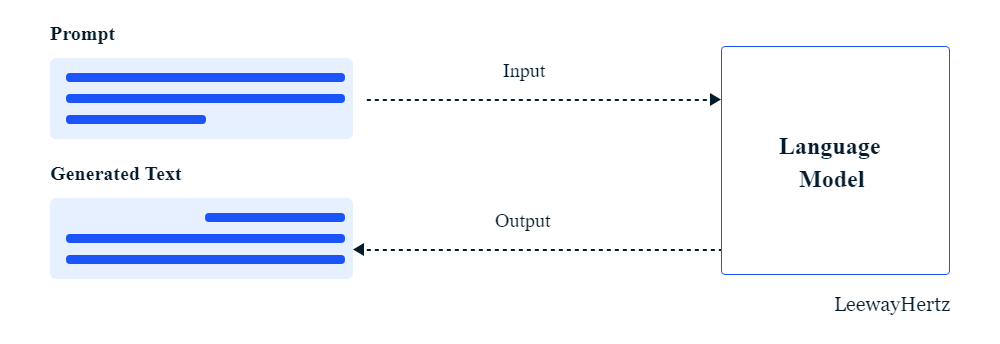 Prompt
Input
Language
Model
Generated Text
Output
LeewayHertz